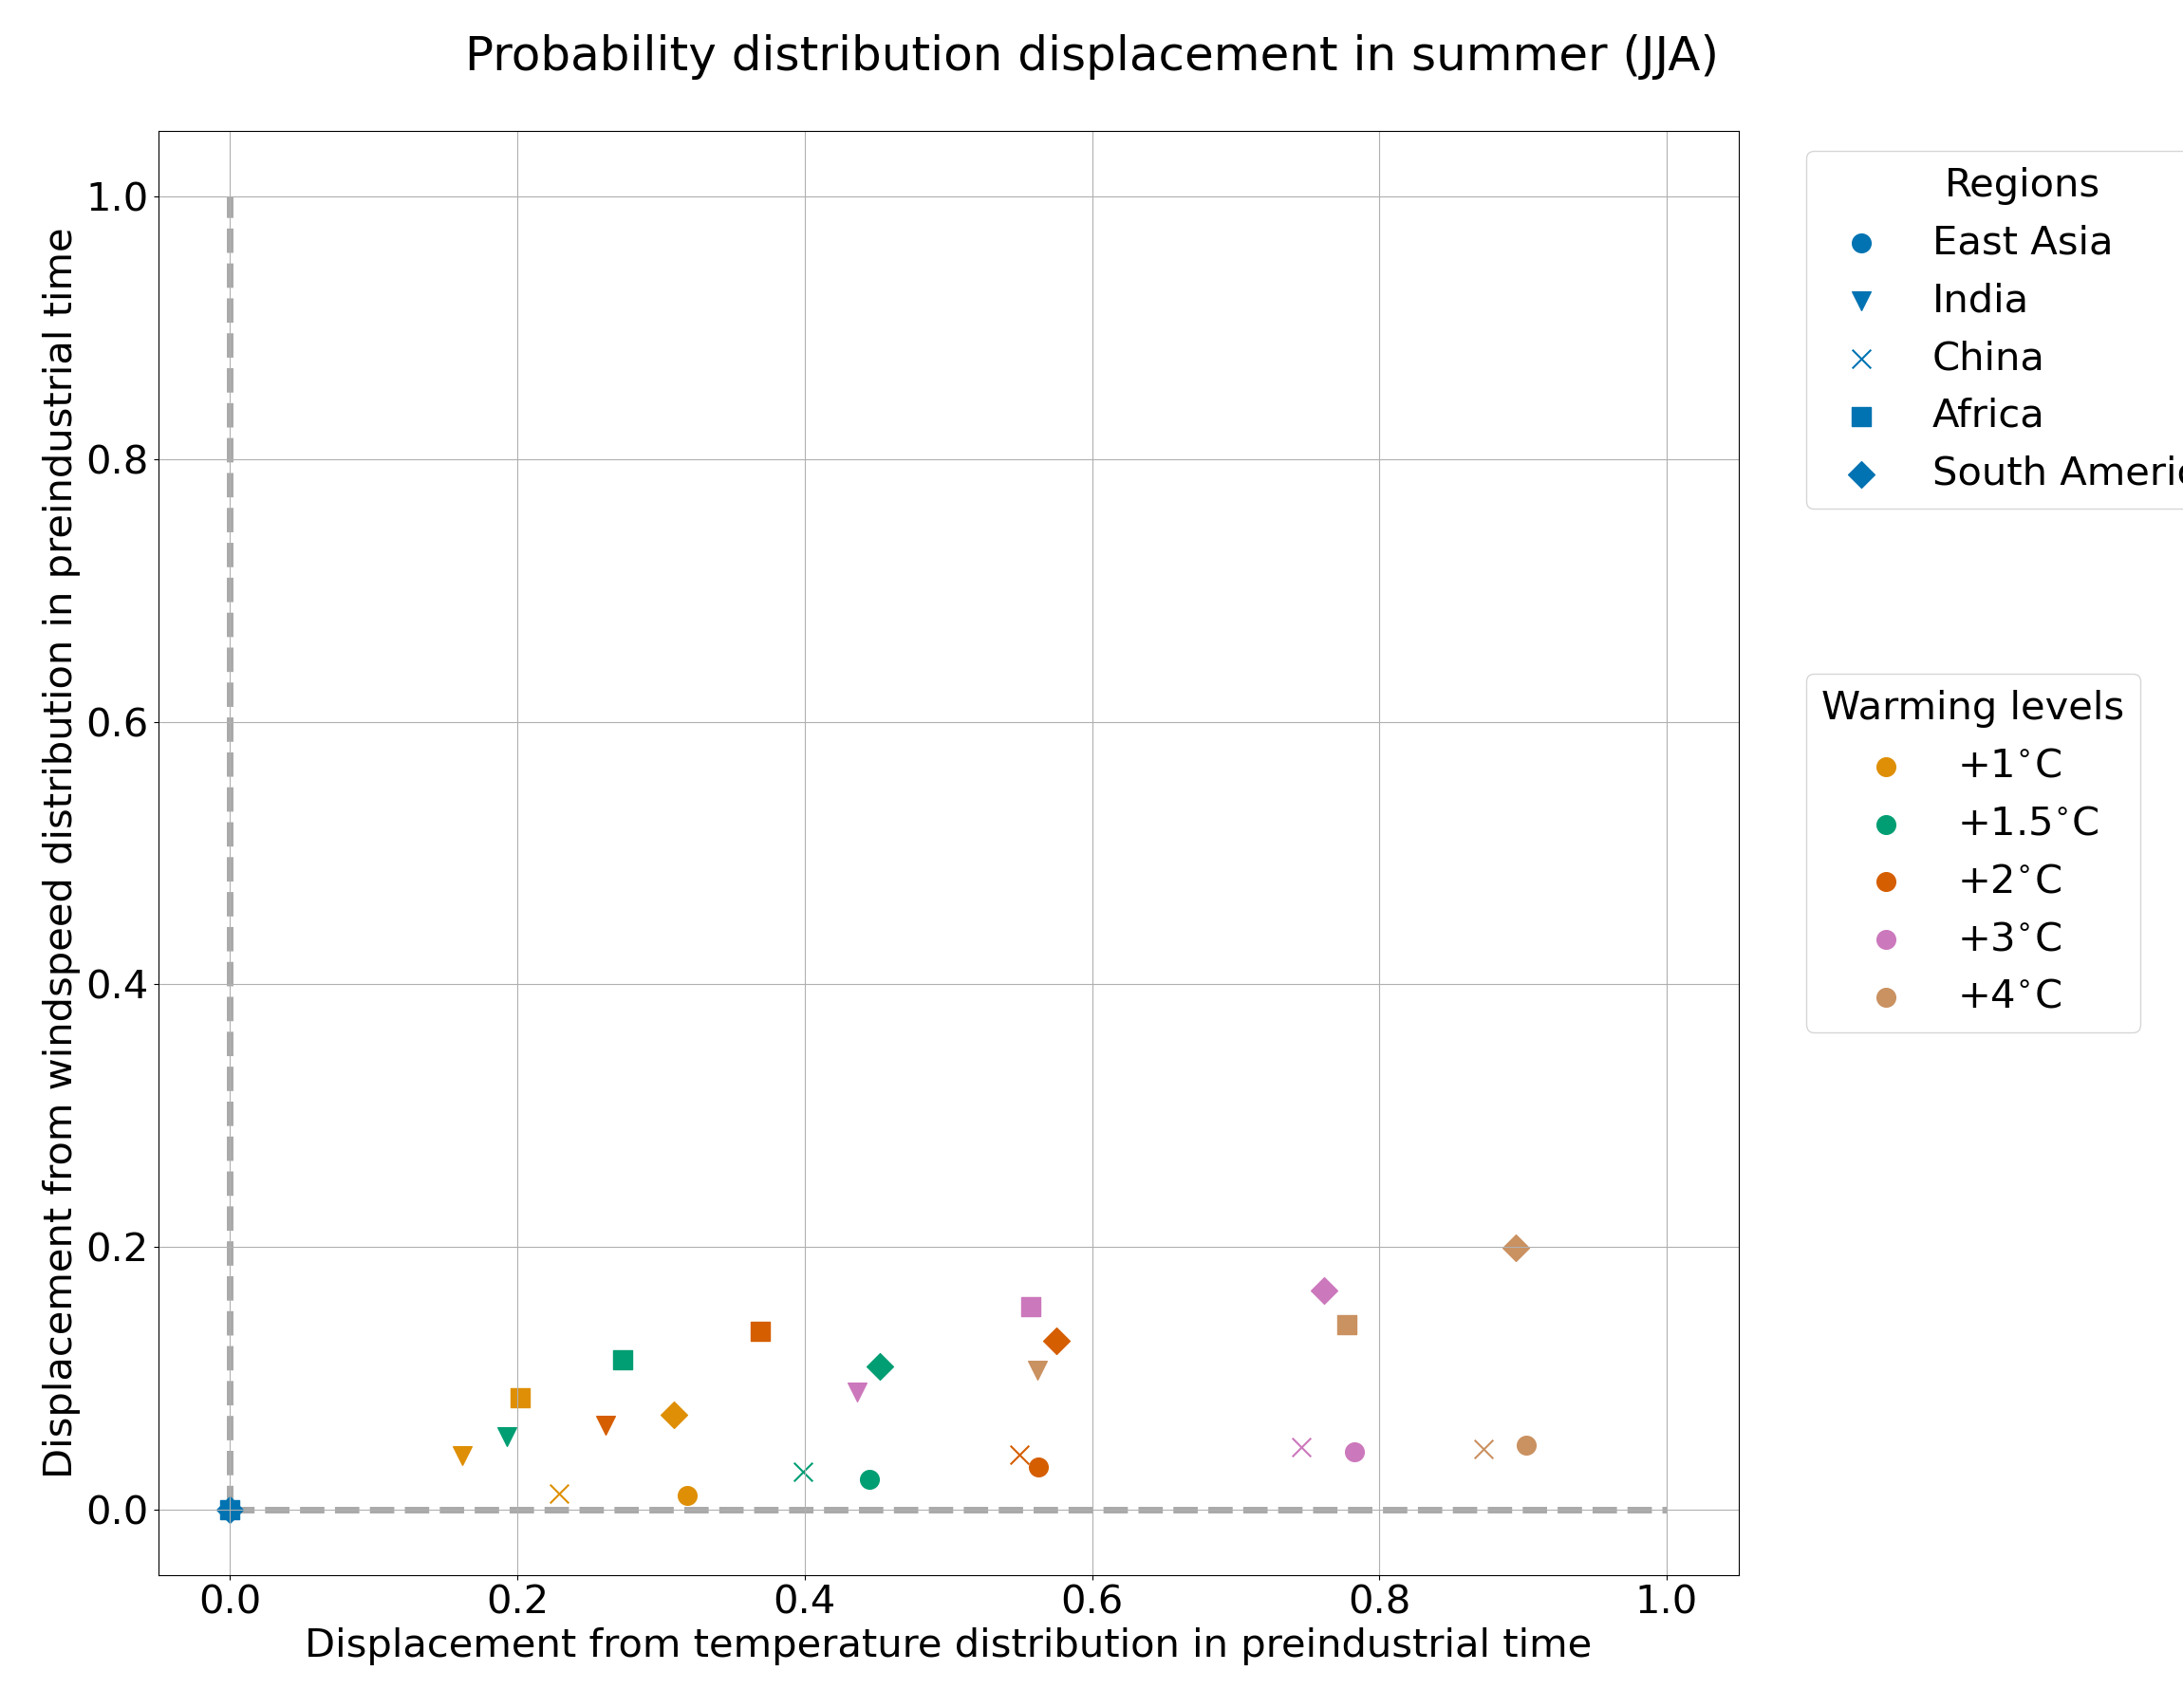 Probability distribution displacement in summer (JJA)
Displacement from windspeed distribution in preindustrial time
1.0
0.8
0.6
0.4
0.2
0.0
0.0 0.2 0.4 0.6 0.8 1.0
Displacement from temperature distribution in preindustrial time
Regions
East Asia
India
China
Africa
South Americ
Warming levels
+1°C
+1.5°C
+2°C
+3°C
+4°C